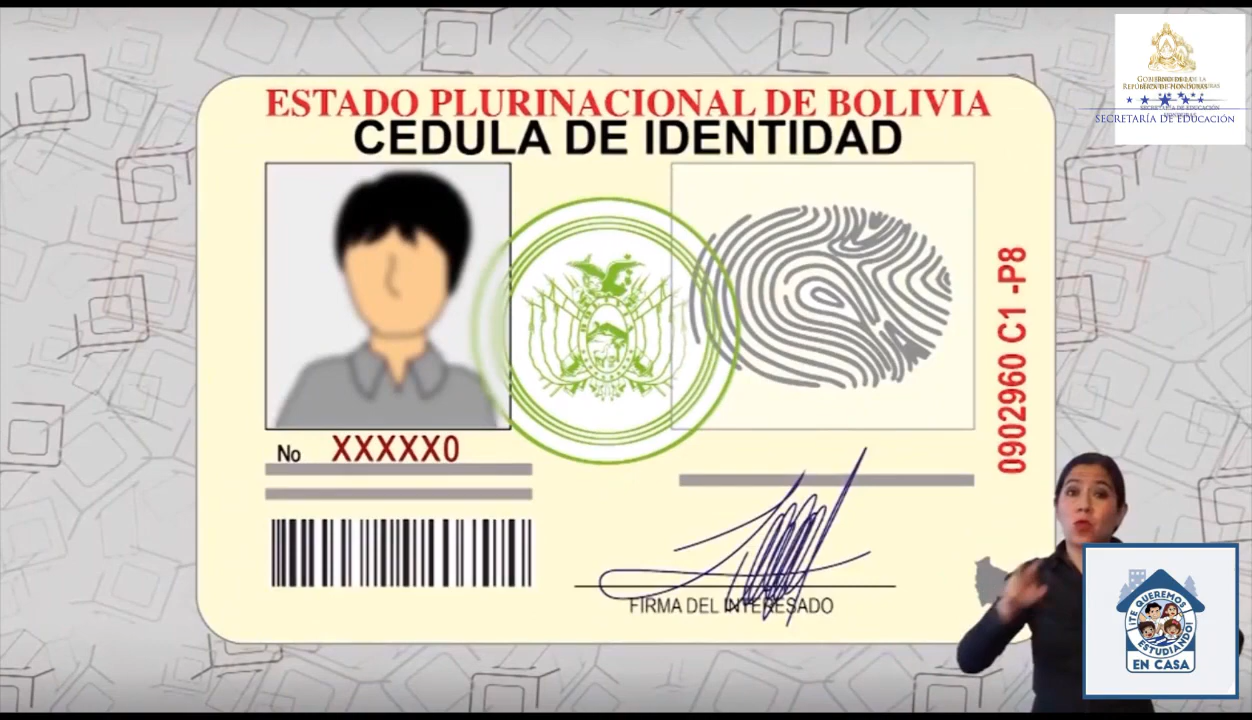 ESTADO PLURINACIONAL DE BOLIVIA
CEDULA DE IDENTIDAD
No XXXXX0
0902960 C1 -P8
FIRMA DEL INTERESADO
SECRETARÍA DE EDUCACIÓN
¡TE QUEREMOS
ESTUDIANDO!
EN CASA